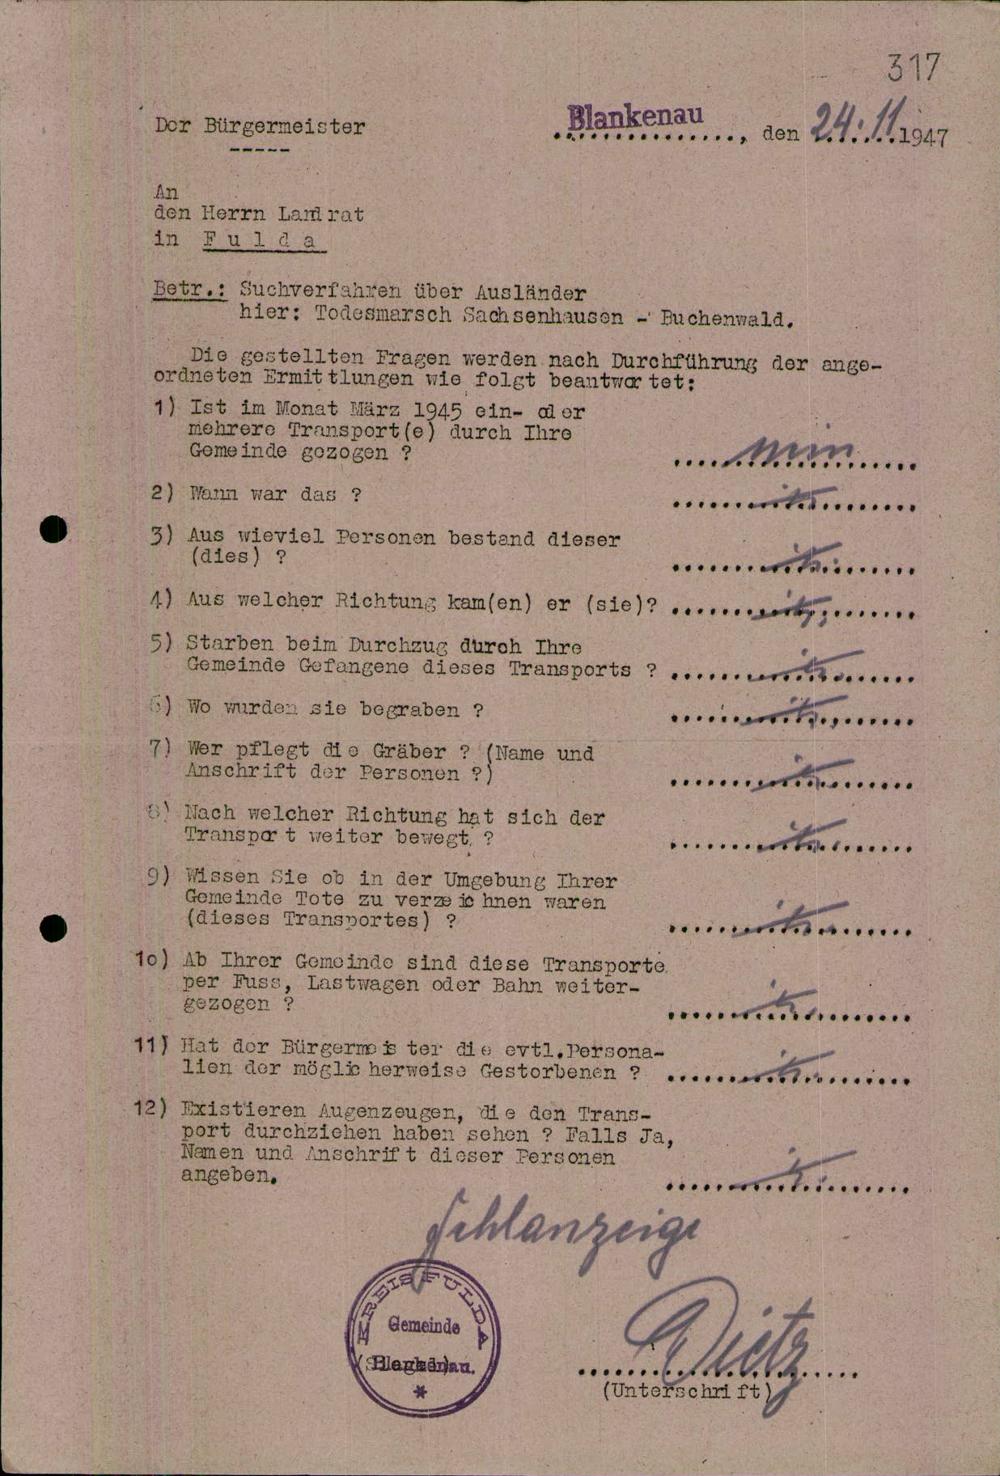 317
Der Bürgermeister
Blankenau, den 24.11.1947
-----
An
den Herrn Landrat
in Fulda
Betr.: Suchverfahren über Ausländer
hier: Todesmarsch Sachsenhausen - Buchenwald.
Die gestellten Fragen werden nach Durchführung der ange-
ordneten Ermittlungen wie folgt beantwortet:
1) Ist im Monat März 1945 ein- oder
mehrere Transport(e) durch Ihre
Gemeinde gezogen ? nein
2) Wann war das ?
3) Aus wieviel Personen bestand dieser
(dies) ?
4) Aus welcher Richtung kam(en) er (sie)?
5) Starben beim Durchzug durch Ihre
Gemeinde Gefangene dieses Transports ?
6) Wo wurden sie begraben ?
7) Wer pflegt die Gräber ? (Name und
Anschrift der Personen ?)
8) Nach welcher Richtung hat sich der
Transport weiter bewegt ?
9) Wissen Sie ob in der Umgebung Ihrer
Gemeinde Tote zu verzeichnen waren
(dieses Transportes) ?
1o) Ab Ihrer Gemeinde sind diese Transporte
per Fuss, Lastwagen oder Bahn weiter-
gezogen ?
11) Hat der Bürgermeister die evtl.Persona-
lien der möglicherweise Gestorbenen ?
12) Existieren Augenzeugen, die den Trans-
port durchziehen haben sehen ? Falls Ja,
Namen und Anschrift dieser Personen
angeben.
Fehlanzeige
KREIS FULDA
Gemeinde
Blankenau.
Dietz
(Unterschrift)